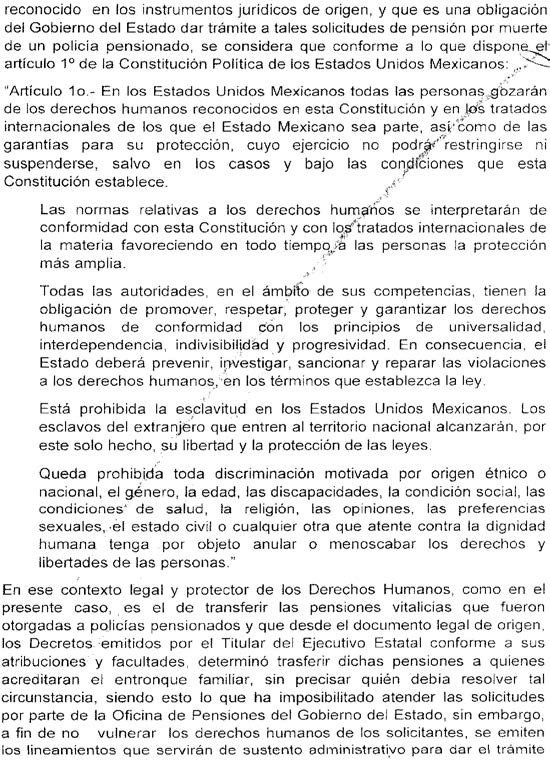 reconocido en los instrumentos jurídicos de origen, y que es una obligación
del Gobierno del Estado dar trámite a tales solicitudes de pensión por muerte
de un policía pensionado, se considera que conforme a lo que dispone el
artículo 1º de la Constitución Política de los Estados Unidos Mexicanos:
“Artículo 1o.- En los Estados Unidos Mexicanos todas las personas gozarán
de los derechos humanos reconocidos en esta Constitución y en los tratados
internacionales de los que el Estado Mexicano sea parte, así como de las
garantías para su protección, cuyo ejercicio no podrá restringirse ni
suspenderse, salvo en los casos y bajo las condiciones que esta
Constitución establece.
Las normas relativas a los derechos humanos se interpretarán de
conformidad con esta Constitución y con los tratados internacionales de
la materia favoreciendo en todo tiempo a las personas la protección
más amplia.
Todas las autoridades, en el ámbito de sus competencias, tienen la
obligación de promover, respetar, proteger y garantizar los derechos
humanos de conformidad con los principios de universalidad,
interdependencia, indivisibilidad y progresividad. En consecuencia, el
Estado deberá prevenir, investigar, sancionar y reparar las violaciones
a los derechos humanos, en los términos que establezca la ley.
Está prohibida la esclavitud en los Estados Unidos Mexicanos. Los
esclavos del extranjero que entren al territorio nacional alcanzarán, por
este solo hecho, su libertad y la protección de las leyes.
Queda prohibida toda discriminación motivada por origen étnico o
nacional, el género, la edad, las discapacidades, la condición social, las
condiciones de salud, la religión, las opiniones, las preferencias
sexuales, el estado civil o cualquier otra que atente contra la dignidad
humana tenga por objeto anular o menoscabar los derechos y
libertades de las personas.”
En ese contexto legal y protector de los Derechos Humanos, como en el
presente caso, es el de transferir las pensiones vitalicias que fueron
otorgadas a policías pensionados y que desde el documento legal de origen,
los Decretos emitidos por el Titular del Ejecutivo Estatal conforme a sus
atribuciones y facultades, determinó trasferir dichas pensiones a quienes
acreditaran el entronque familiar, sin precisar quién debía resolver tal
circunstancia, siendo esto lo que ha imposibilitado atender las solicitudes
por parte de la Oficina de Pensiones del Gobierno del Estado, sin embargo,
a fin de no vulnerar los derechos humanos de los solicitantes, se emiten
los lineamientos que servirán de sustento administrativo para dar el trámite